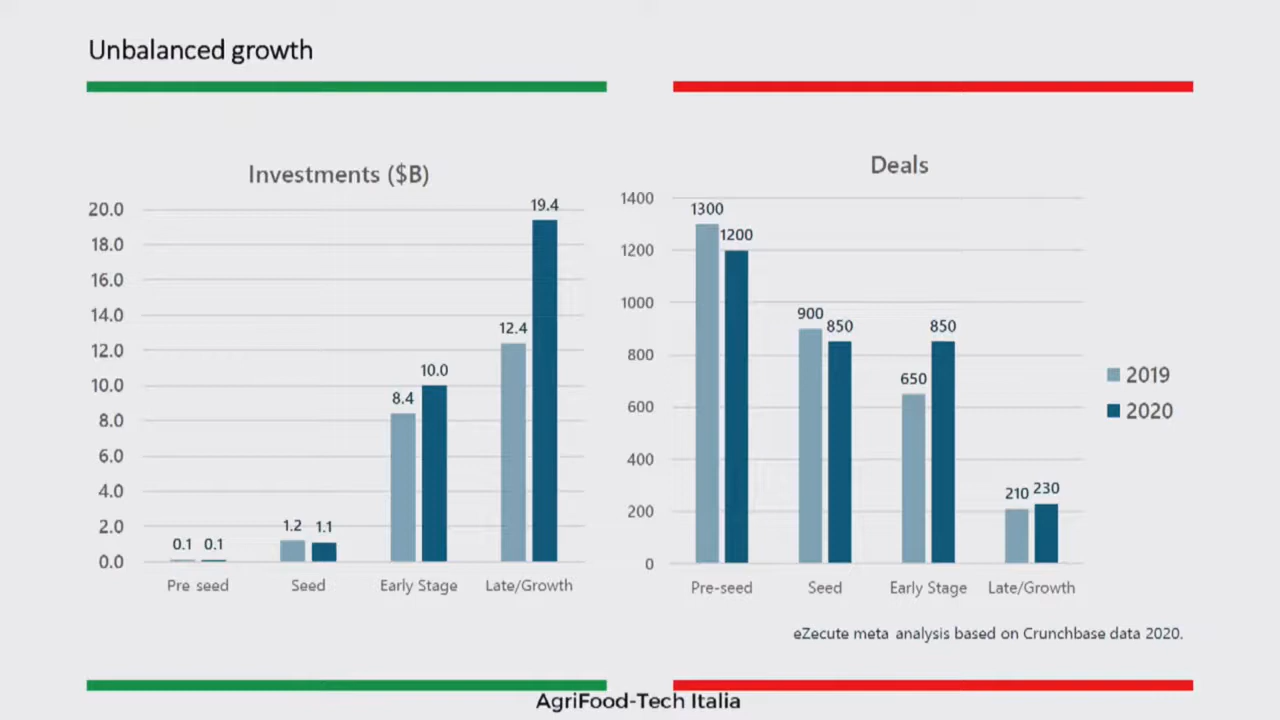 Unbalanced growth
Investments ($B)
20.0
18.0
16.0
14.0
12.0
10.0
8.0
6.0
4.0
2.0
0.0
0.1
0.1
1.2
1.1
8.4
10.0
12.4
19.4
Pre seed
Seed
Early Stage
Late/Growth
Deals
1400
1200
1000
800
600
400
200
0
1300
1200
900
850
650
850
210
230
Pre-seed
Seed
Early Stage
Late/Growth
2019
2020
eZecute meta analysis based on Crunchbase data 2020.
AgriFood-Tech Italia